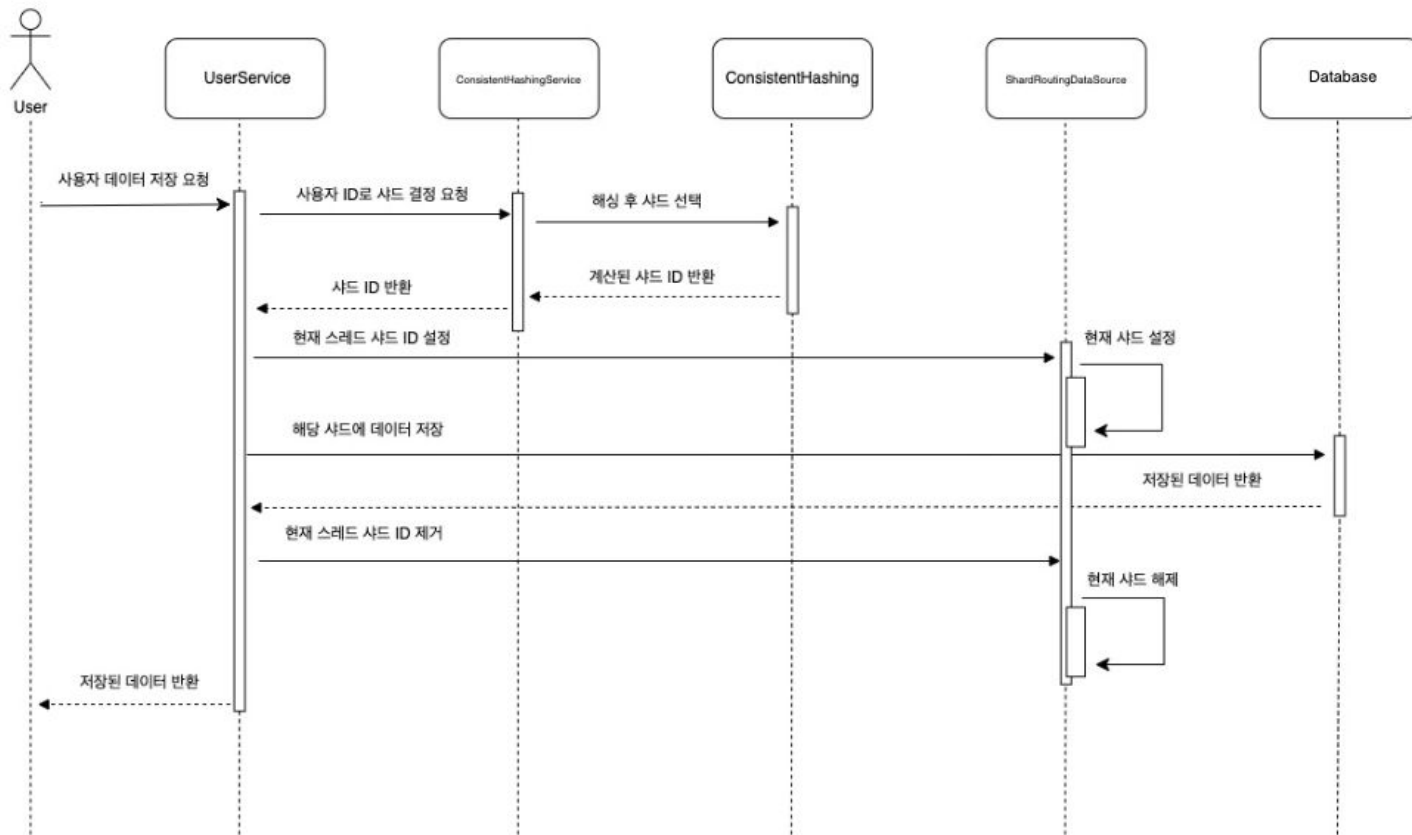 User
UserService
ConsistentHashingService
ConsistentHashing
ShardRoutingDataSource
Database
사용자 데이터 저장 요청
사용자 ID로 샤드 결정 요청
해싱 후 샤드 선택
계산된 샤드 ID 반환
샤드 ID 반환
현재 스레드 샤드 ID 설정
현재 샤드 설정
해당 샤드에 데이터 저장
저장된 데이터 반환
현재 스레드 샤드 ID 제거
현재 샤드 해제
저장된 데이터 반환